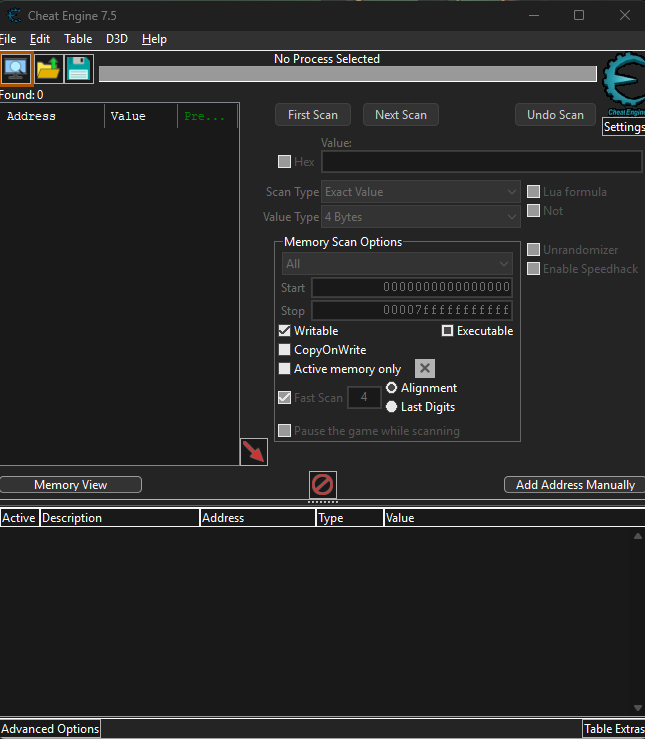 Cheat Engine 7.5
File Edit Table D3D Help
No Process Selected
Found: 0
Cheat Engine
Settings
Address Value Pre...
First Scan Next Scan Undo Scan
Value:
Hex
Scan Type Exact Value Lua formula
Value Type 4 Bytes Not
Memory Scan Options
All
Unrandomizer
Enable Speedhack
Start 0000000000000000
Stop 00007fffffffffff
Writable Executable
CopyOnWrite
Active memory only
Fast Scan 4 Alignment
Last Digits
Pause the game while scanning
Memory View Add Address Manually
Active Description Address Type Value
Advanced Options Table Extras